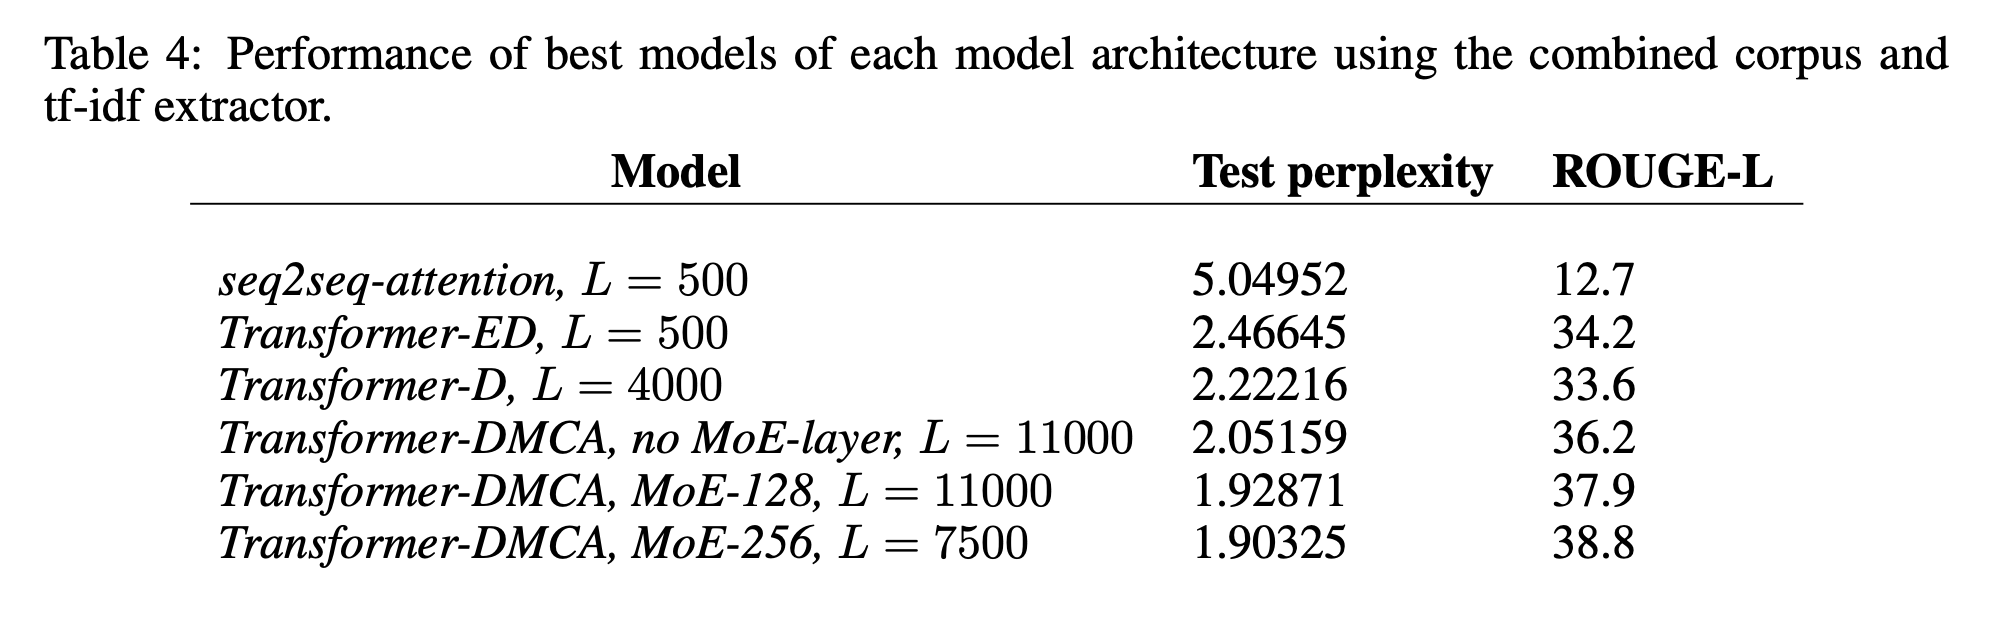 Table 4: Performance of best models of each model architecture using the combined corpus and
tf-idf extractor.
Model Test perplexity ROUGE-L
seq2seq-attention, L = 500 5.04952 12.7
Transformer-ED, L = 500 2.46645 34.2
Transformer-D, L = 4000 2.22216 33.6
Transformer-DMCA, no MoE-layer, L = 11000 2.05159 36.2
Transformer-DMCA, MoE-128, L = 11000 1.92871 37.9
Transformer-DMCA, MoE-256, L = 7500 1.90325 38.8